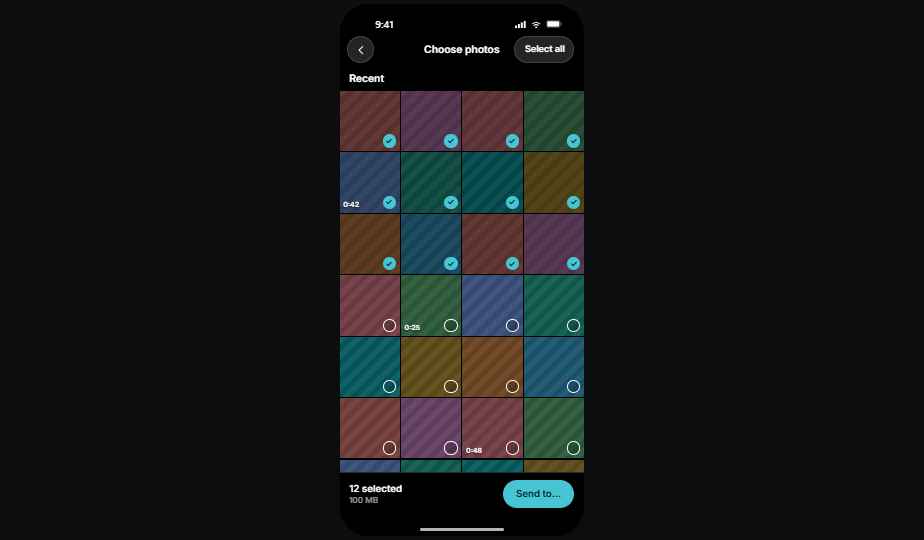 9:41
Choose photos
Select all
Recent
0:42
0:25
0:48
12 selected
100 MB
Send to...